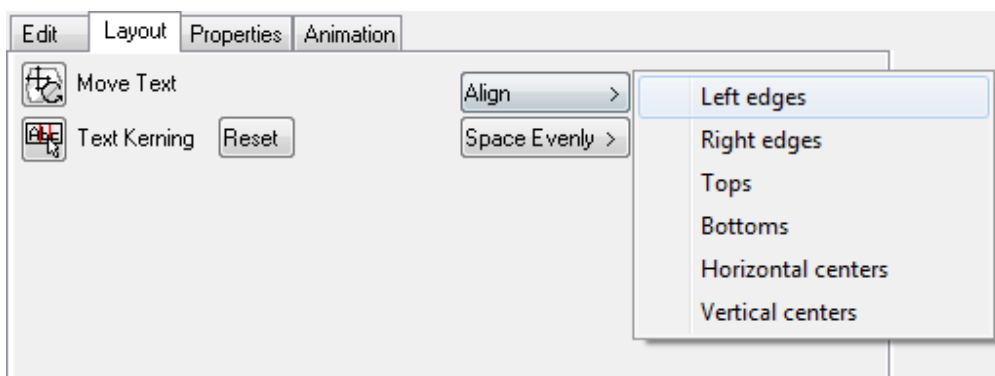 Edit Layout Properties Animation
Move Text
Text Kerning Reset
Align >
Space Evenly >
Left edges
Right edges
Tops
Bottoms
Horizontal centers
Vertical centers